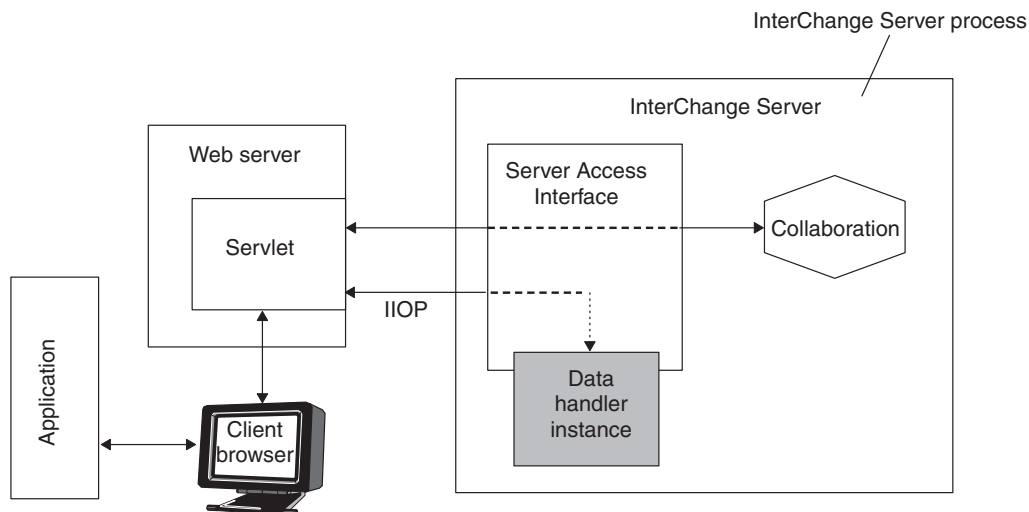 InterChange Server process
InterChange Server
Web server
Server Access
Interface
Servlet
Collaboration
IIOP
Application
Client
browser
Data
handler
instance